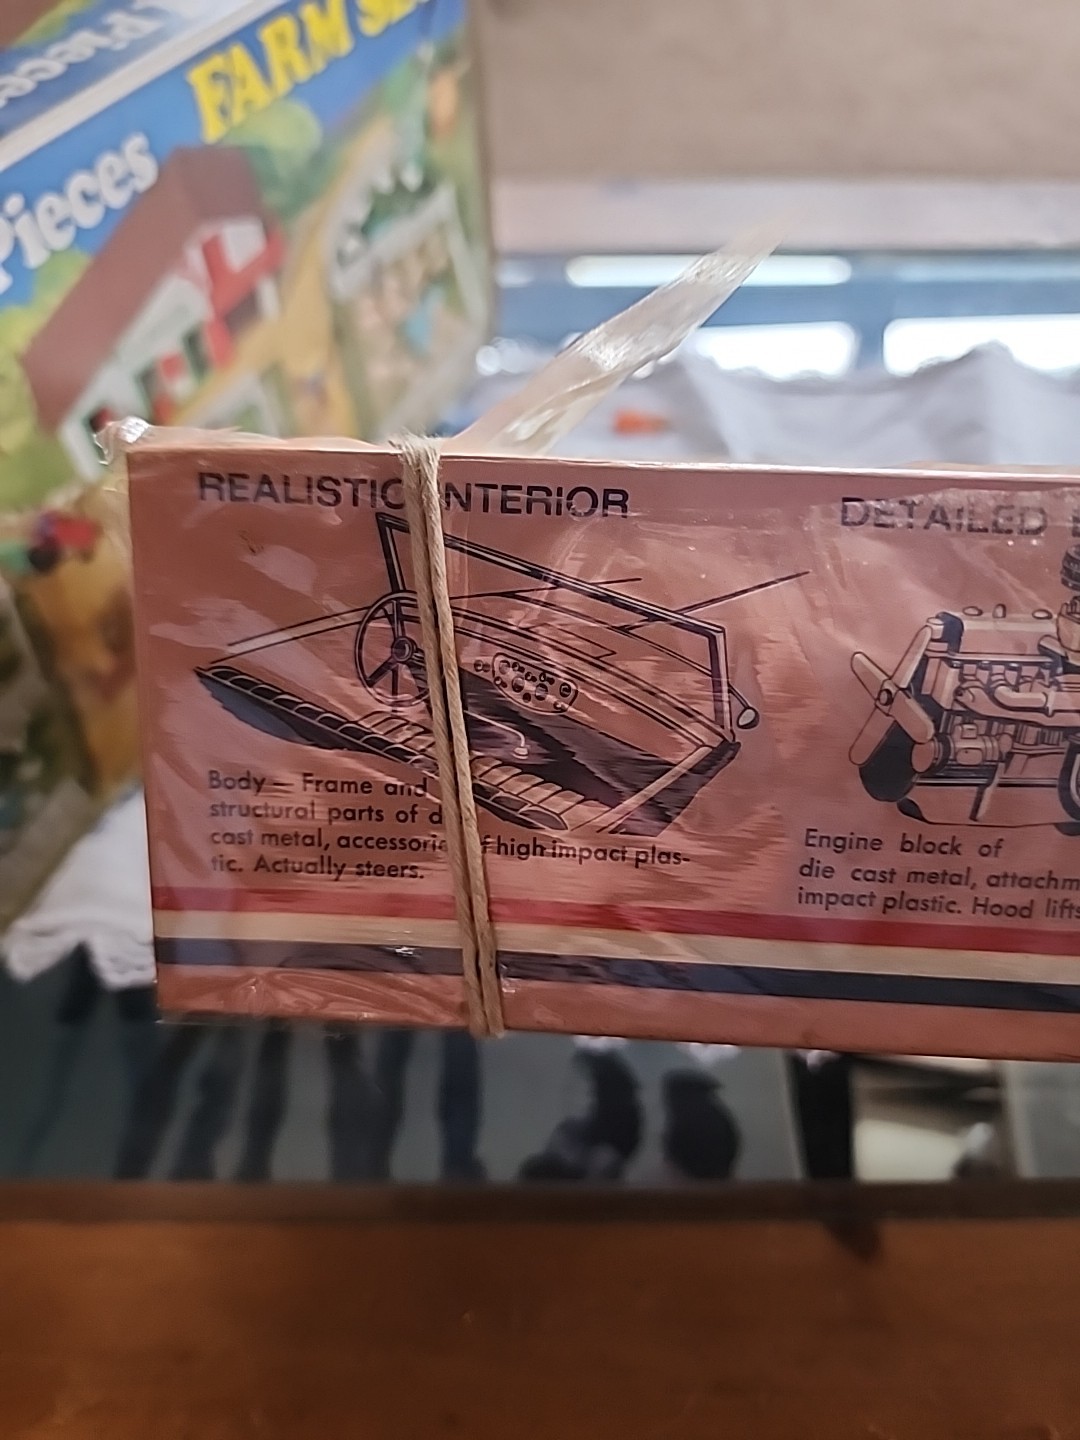 FARM
Pieces
REALISTIC INTERIOR
DETAILED
Body — Frame and
structural parts of d
cast metal, accessorie f high impact plas-
tic. Actually steers.
Engine block of
die cast metal, attachm
impact plastic. Hood lifts